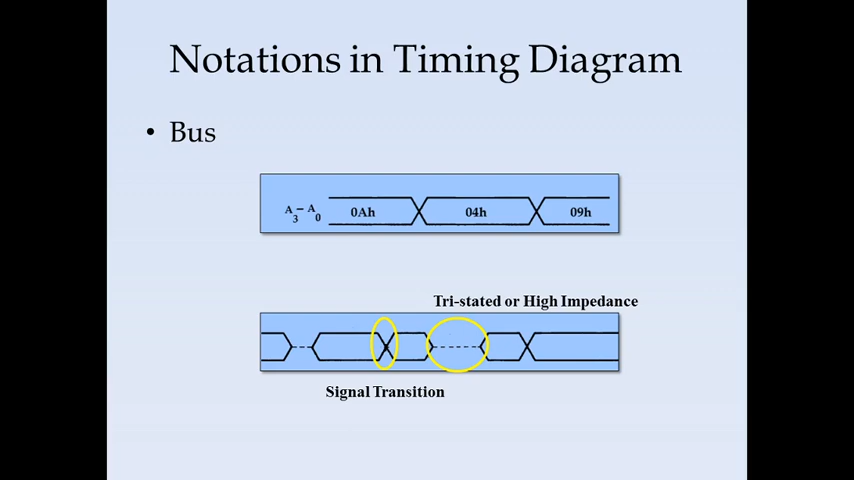 Notations in Timing Diagram
• Bus
A3 – A0 0Ah 04h 09h
Tri-stated or High Impedance
Signal Transition